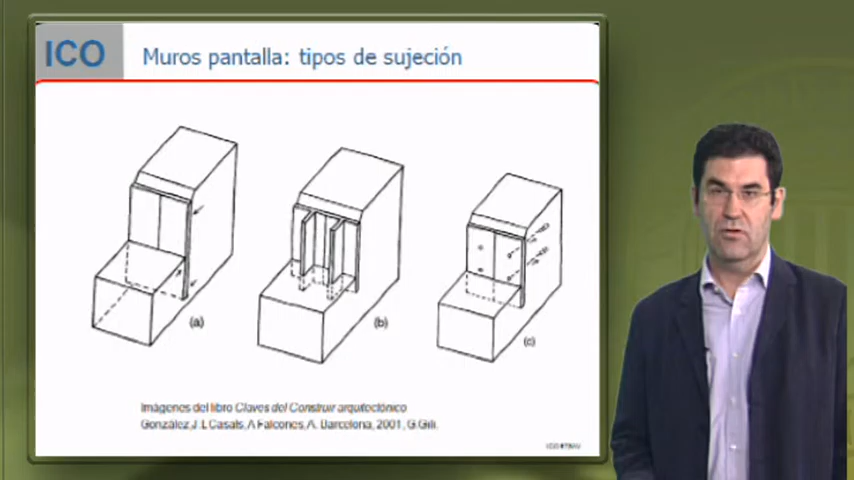 ICO
Muros pantalla: tipos de sujeción
(a)
(b)
(c)
Imágenes del libro Claves del Construir arquitectónico
González,J.L Casals, A Falcones, A. Barcelona, 2001, G.Gili.